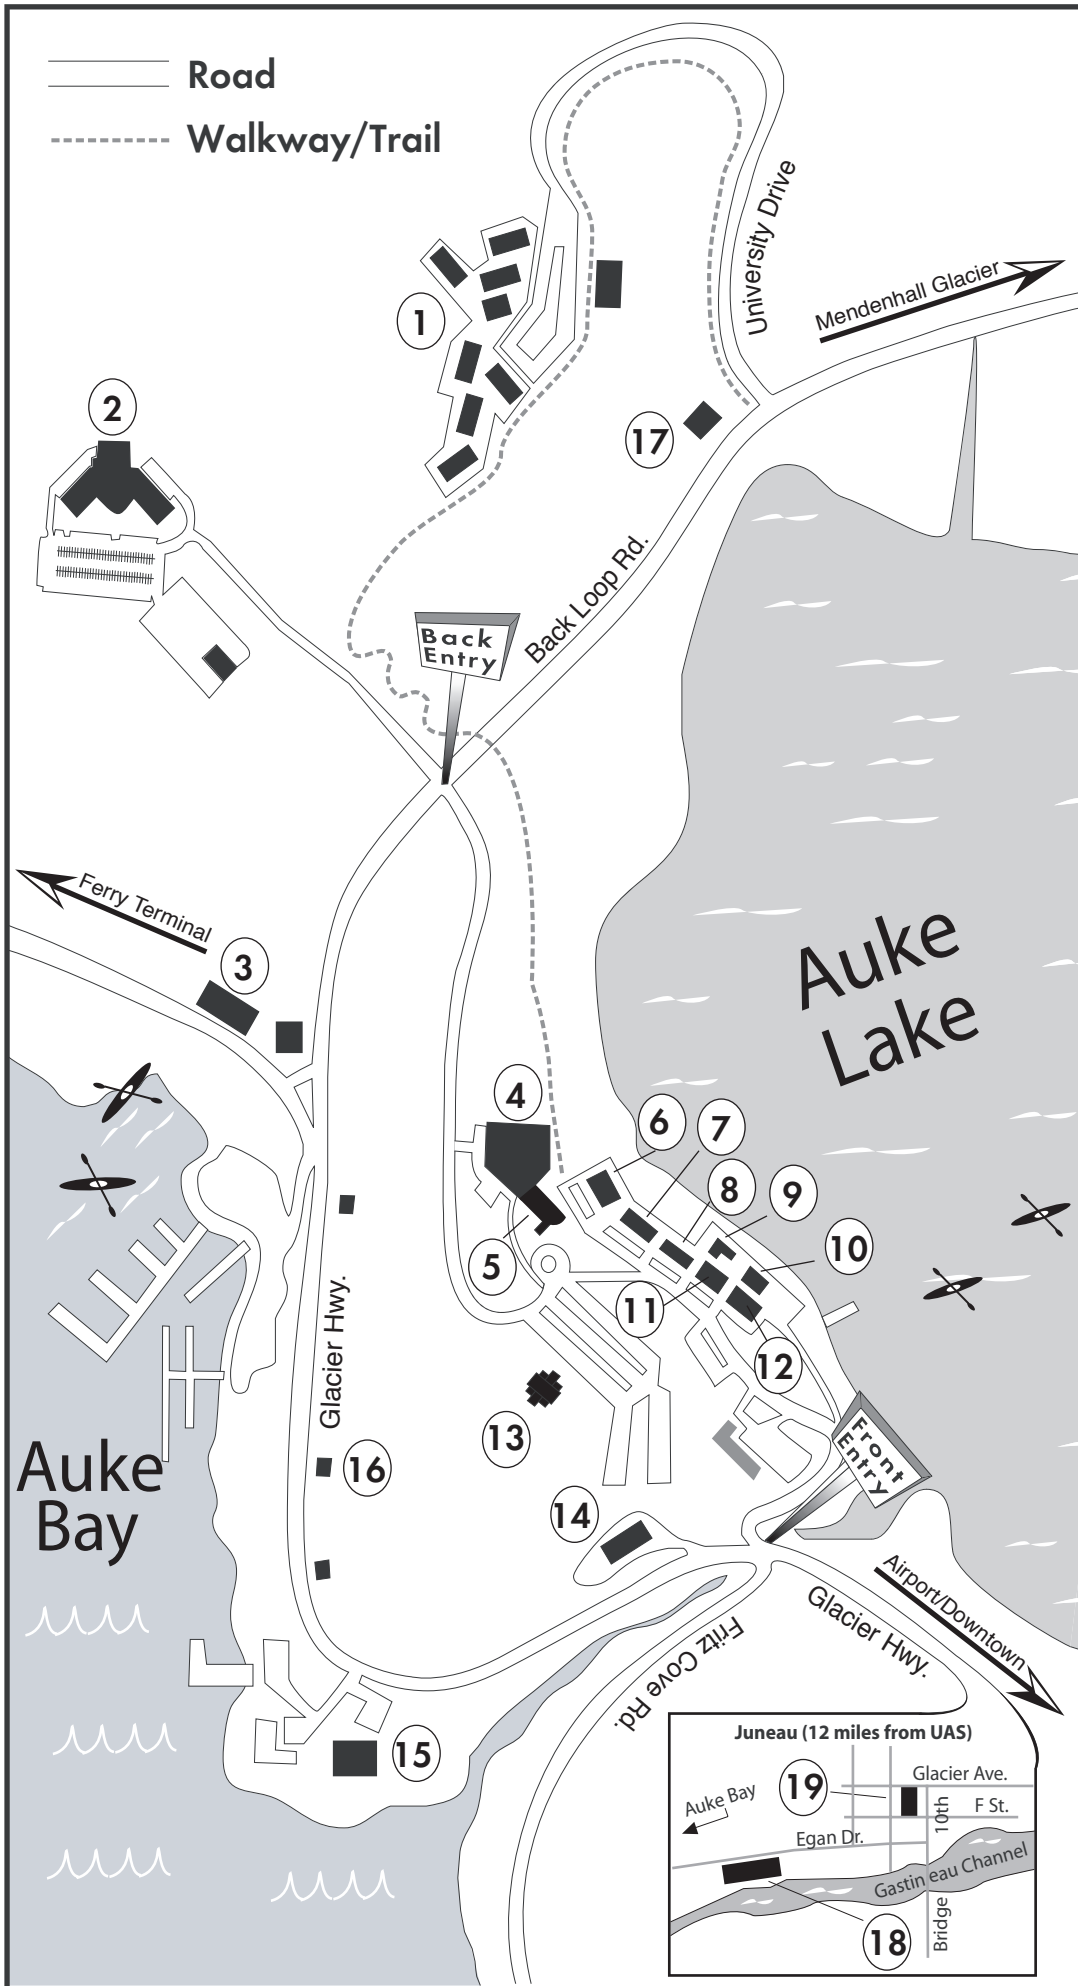 Road
Walkway/Trail
University Drive
Mendenhall Glacier
1
2
17
Back Loop Rd.
Back
Entry
Ferry Terminal
3
Auke
Lake
4
6
7
8
9
5
10
11
12
Glacier Hwy.
13
16
Auke
Bay
Front
Entry
14
Airport/Downtown
Glacier Hwy.
Fritz Cove Rd.
15
Juneau (12 miles from UAS)
19
Glacier Ave.
Auke Bay
10th
F St.
Egan Dr.
Gastineau Channel
18
Bridge